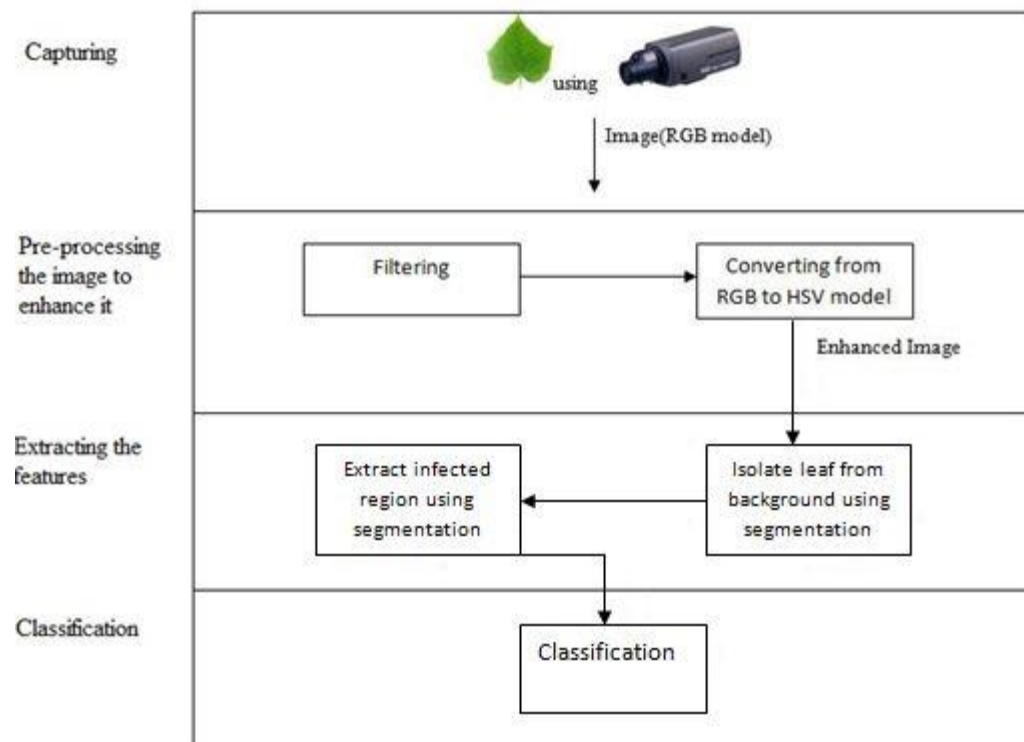 Capturing
using
Image(RGB model)
Pre-processing
the image to
enhance it
Filtering
Converting from
RGB to HSV model
Enhanced Image
Extracting the
features
Extract infected
region using
segmentation
Isolate leaf from
background using
segmentation
Classification
Classification